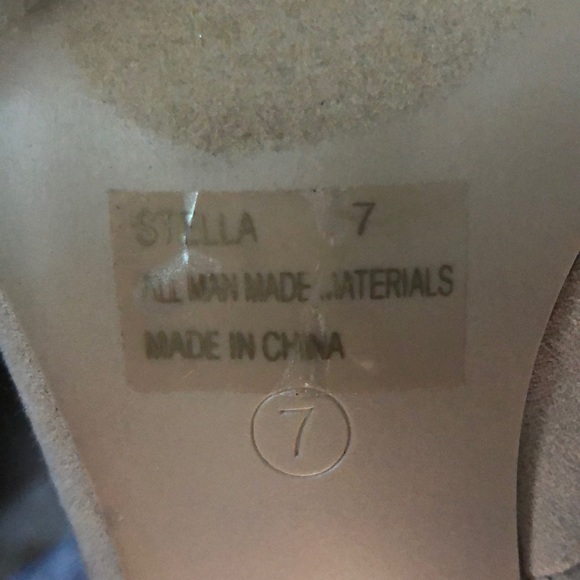 STELLA 7
ALL MAN MADE MATERIALS
MADE IN CHINA
7